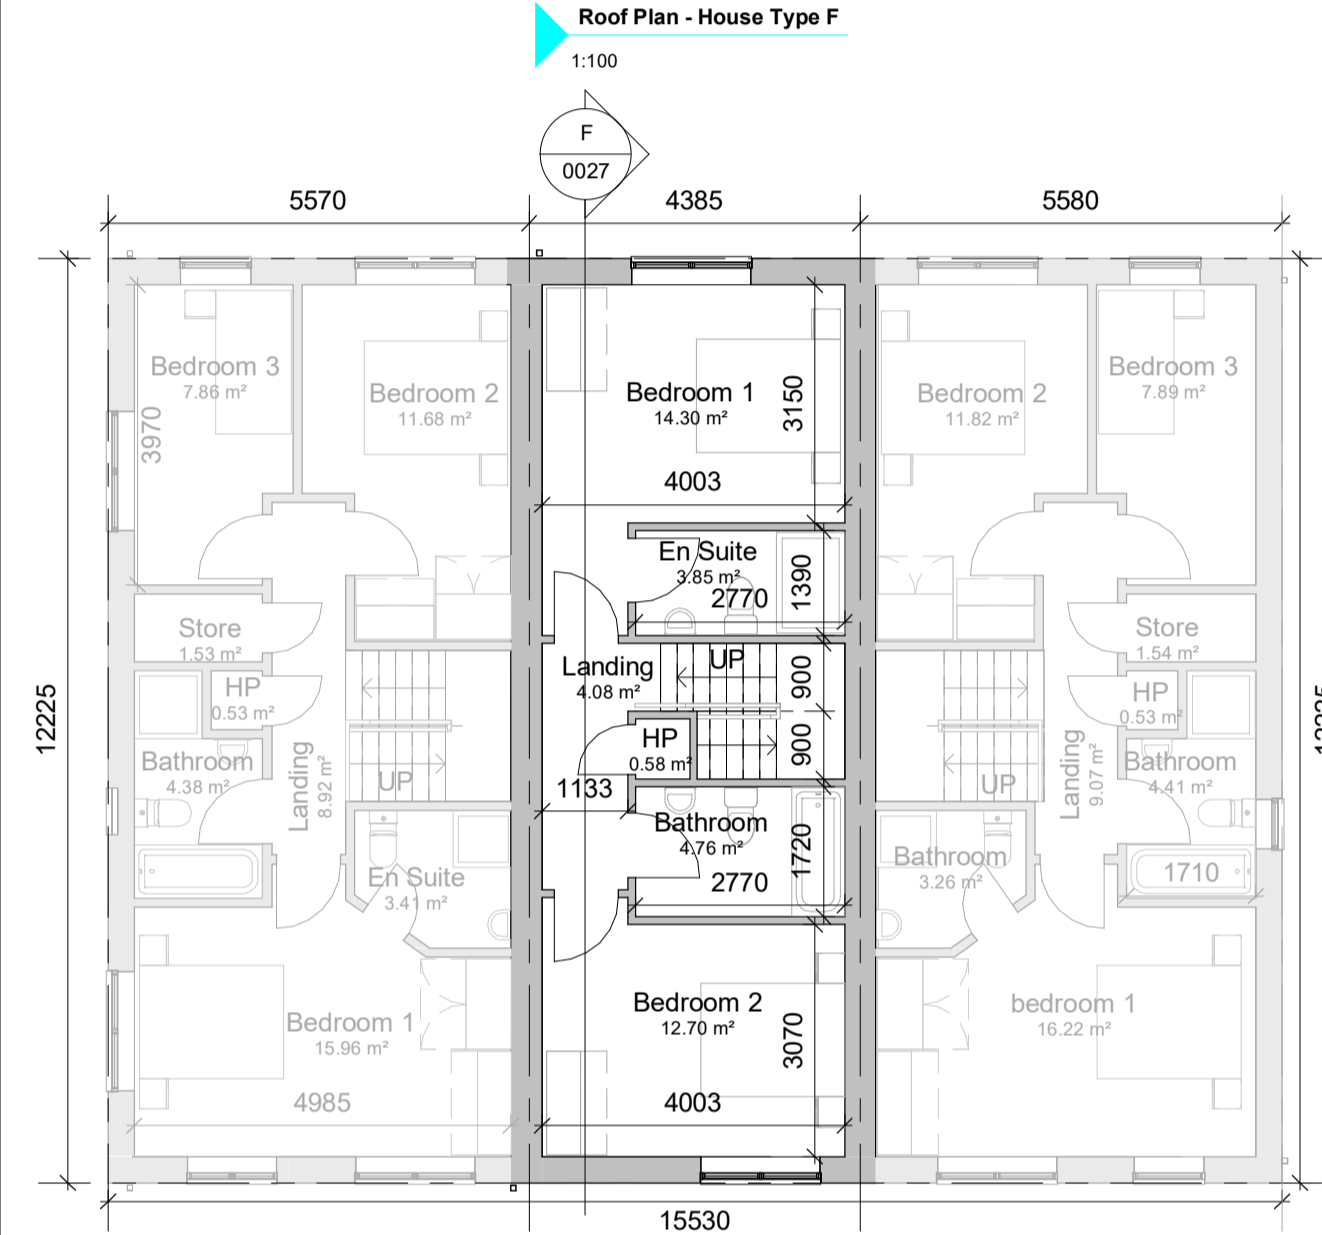 Roof Plan - House Type F
1:100
F
0027
5570
4385
5580
Bedroom 3
7.86 m²
3970
Bedroom 2
11.68 m²
Bedroom 1
14.30 m²
3150
4003
Bedroom 2
11.82 m²
Bedroom 3
7.89 m²
En Suite
3.85 m²
2770
1390
Store
1.53 m²
HP
0.53 m²
Bathroom
4.38 m²
Landing
8.92 m²
UP
En Suite
3.41 m²
Landing
4.08 m²
UP
900
900
HP
0.58 m²
1133
Bathroom
4.76 m²
1720
2770
Store
1.54 m²
HP
0.53 m²
Bathroom
4.41 m²
Landing
9.07 m²
UP
Bathroom
3.26 m²
1710
12225
Bedroom 1
15.96 m²
4985
Bedroom 2
12.70 m²
3070
4003
bedroom 1
16.22 m²
15530